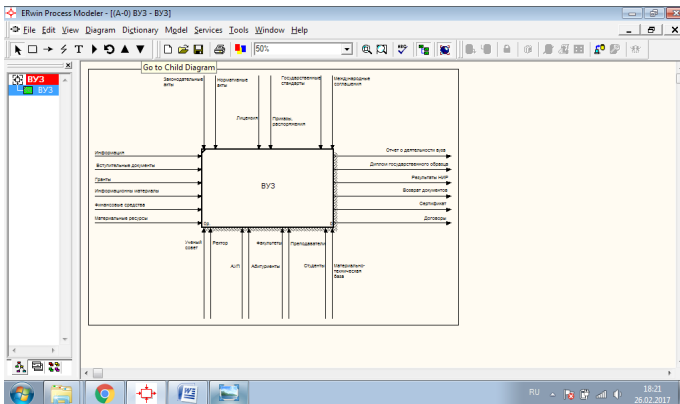 ERwin Process Modeler - [(A-0) ВУЗ - ВУЗ]
File Edit View Diagram Dictionary Model Services Tools Window Help
T
50%
Go to Child Diagram
ВУЗ
ВУЗ
Законодательные акты
Нормативные акты
Государственные стандарты
Международные соглашения
Лицензия
Приказы, распоряжения
Информация
Вступительные документы
Гранты
Информационны материалы
Финансовые средства
Материальные ресурсы
ВУЗ
0р.
Отчет о деятельности вуза
Диплом государственного образца
Результаты НИР
Возврат документов
Сертификат
Договоры
Ученый совет
Ректор
Факультеты
Преподаватели
АУП
Абитуриенты
Студенты
Материально-техническая база
RU
18:21
26.02.2017